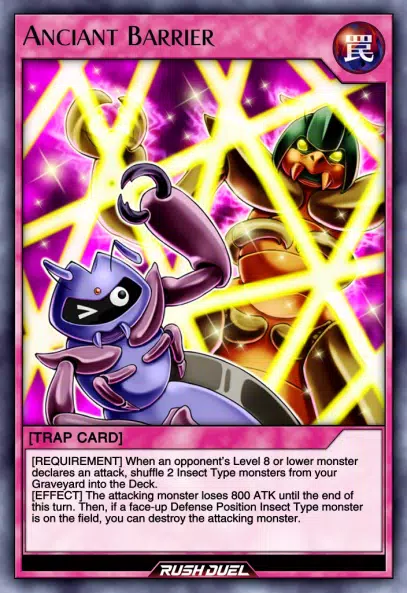 Anciant Barrier
罠
[TRAP CARD]
[REQUIREMENT] When an opponent's Level 8 or lower monster
declares an attack, shuffle 2 Insect Type monsters from your
Graveyard into the Deck.
[EFFECT] The attacking monster loses 800 ATK until the end of
this turn. Then, if a face-up Defense Position Insect Type monster
is on the field, you can destroy the attacking monster.
RUSH DUEL